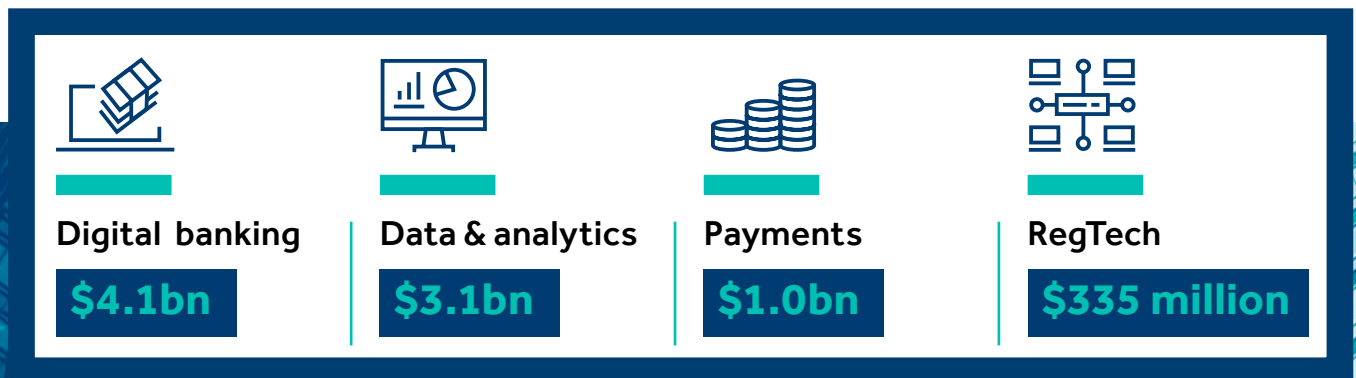 Digital banking
$4.1bn
Data & analytics
$3.1bn
Payments
$1.0bn
RegTech
$335 million